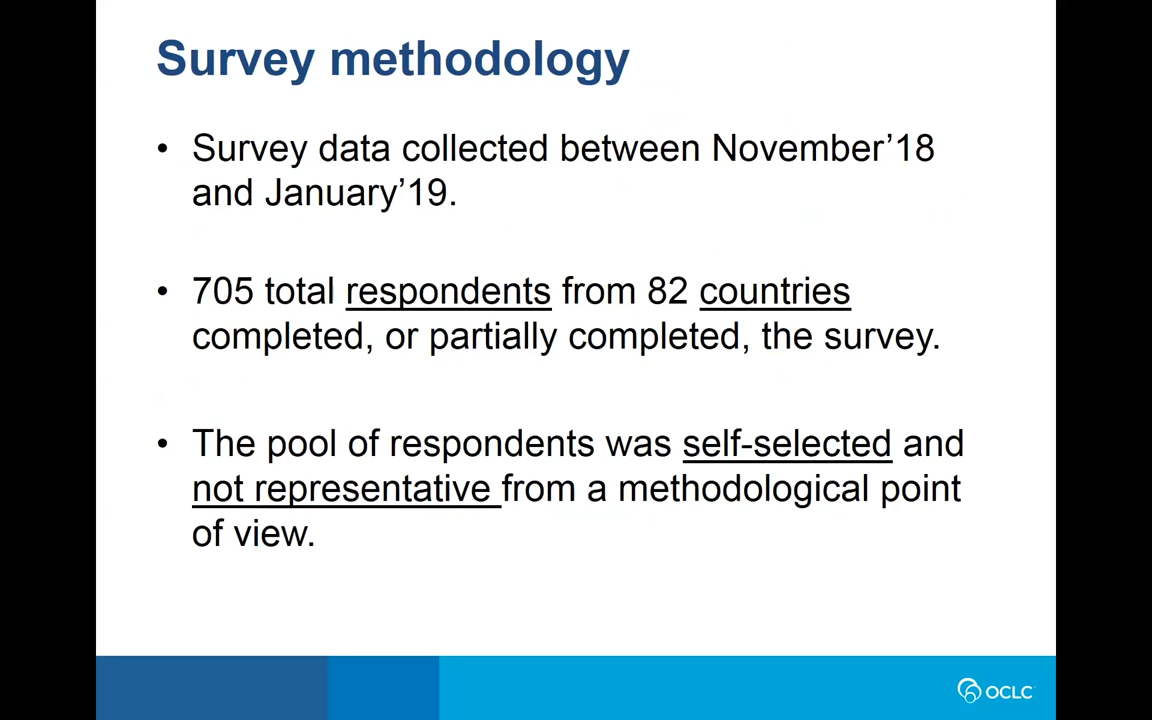 Survey methodology
• Survey data collected between November’18
and January’19.
• 705 total respondents from 82 countries
completed, or partially completed, the survey.
• The pool of respondents was self-selected and
not representative from a methodological point
of view.
OCLC